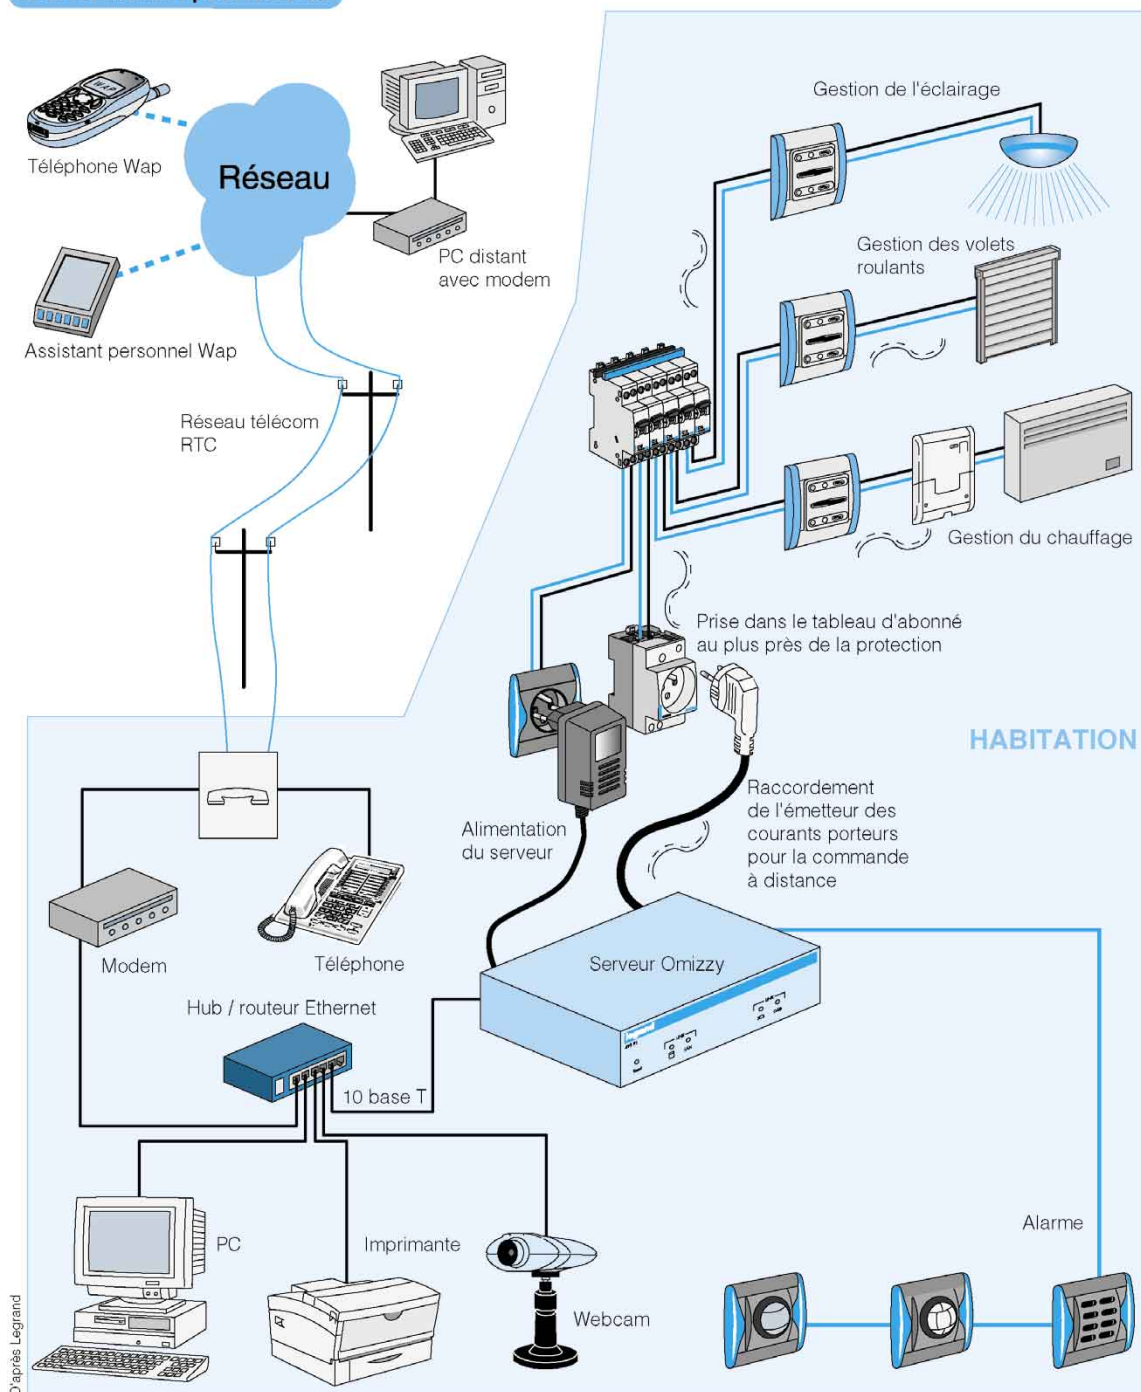 Gestion de l'éclairage
Téléphone Wap
Réseau
PC distant
avec modem
Gestion des volets
roulants
Assistant personnel Wap
Réseau télécom
RTC
Gestion du chauffage
Prise dans le tableau d'abonné
au plus près de la protection
HABITATION
Raccordement
de l'émetteur des
courants porteurs
pour la commande
à distance
Alimentation
du serveur
Modem
Téléphone
Serveur Omizzy
Hub / routeur Ethernet
10 base T
PC
Imprimante
Webcam
Alarme
D'après Legrand